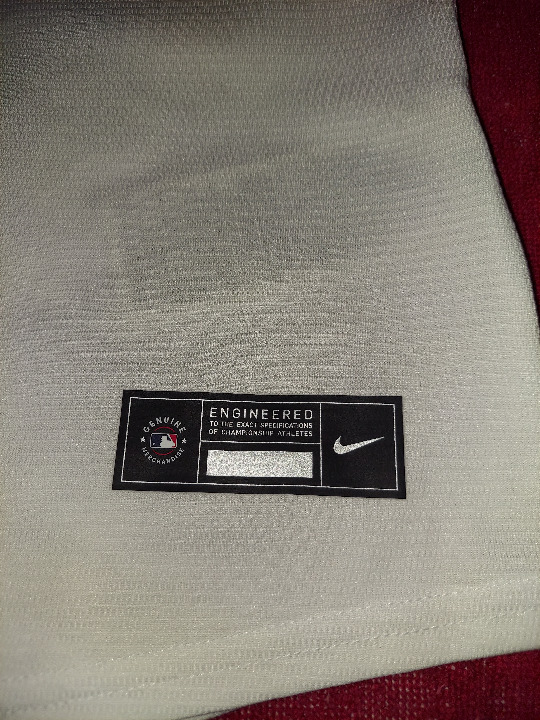 GENUINE
MERCHANDISE
ENGINEERED
TO THE EXACT SPECIFICATIONS
OF CHAMPIONSHIP ATHLETES